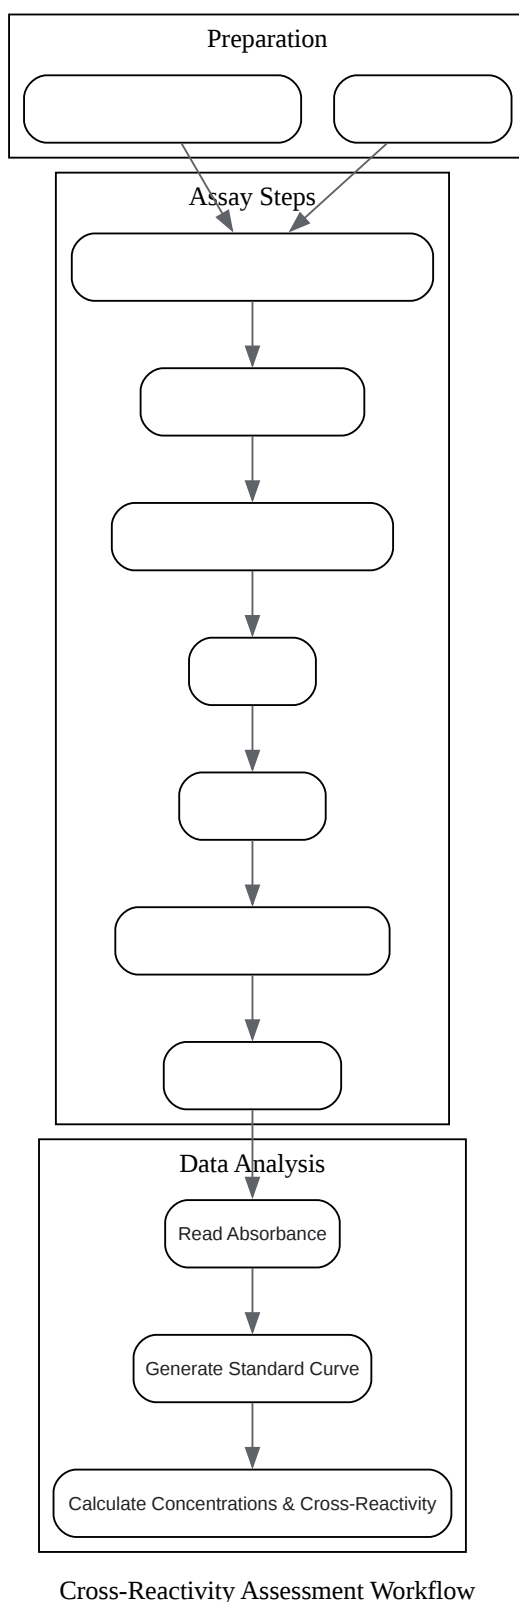 Preparation
Assay Steps
Data Analysis
Read Absorbance
Generate Standard Curve
Calculate Concentrations & Cross-Reactivity
Cross-Reactivity Assessment Workflow